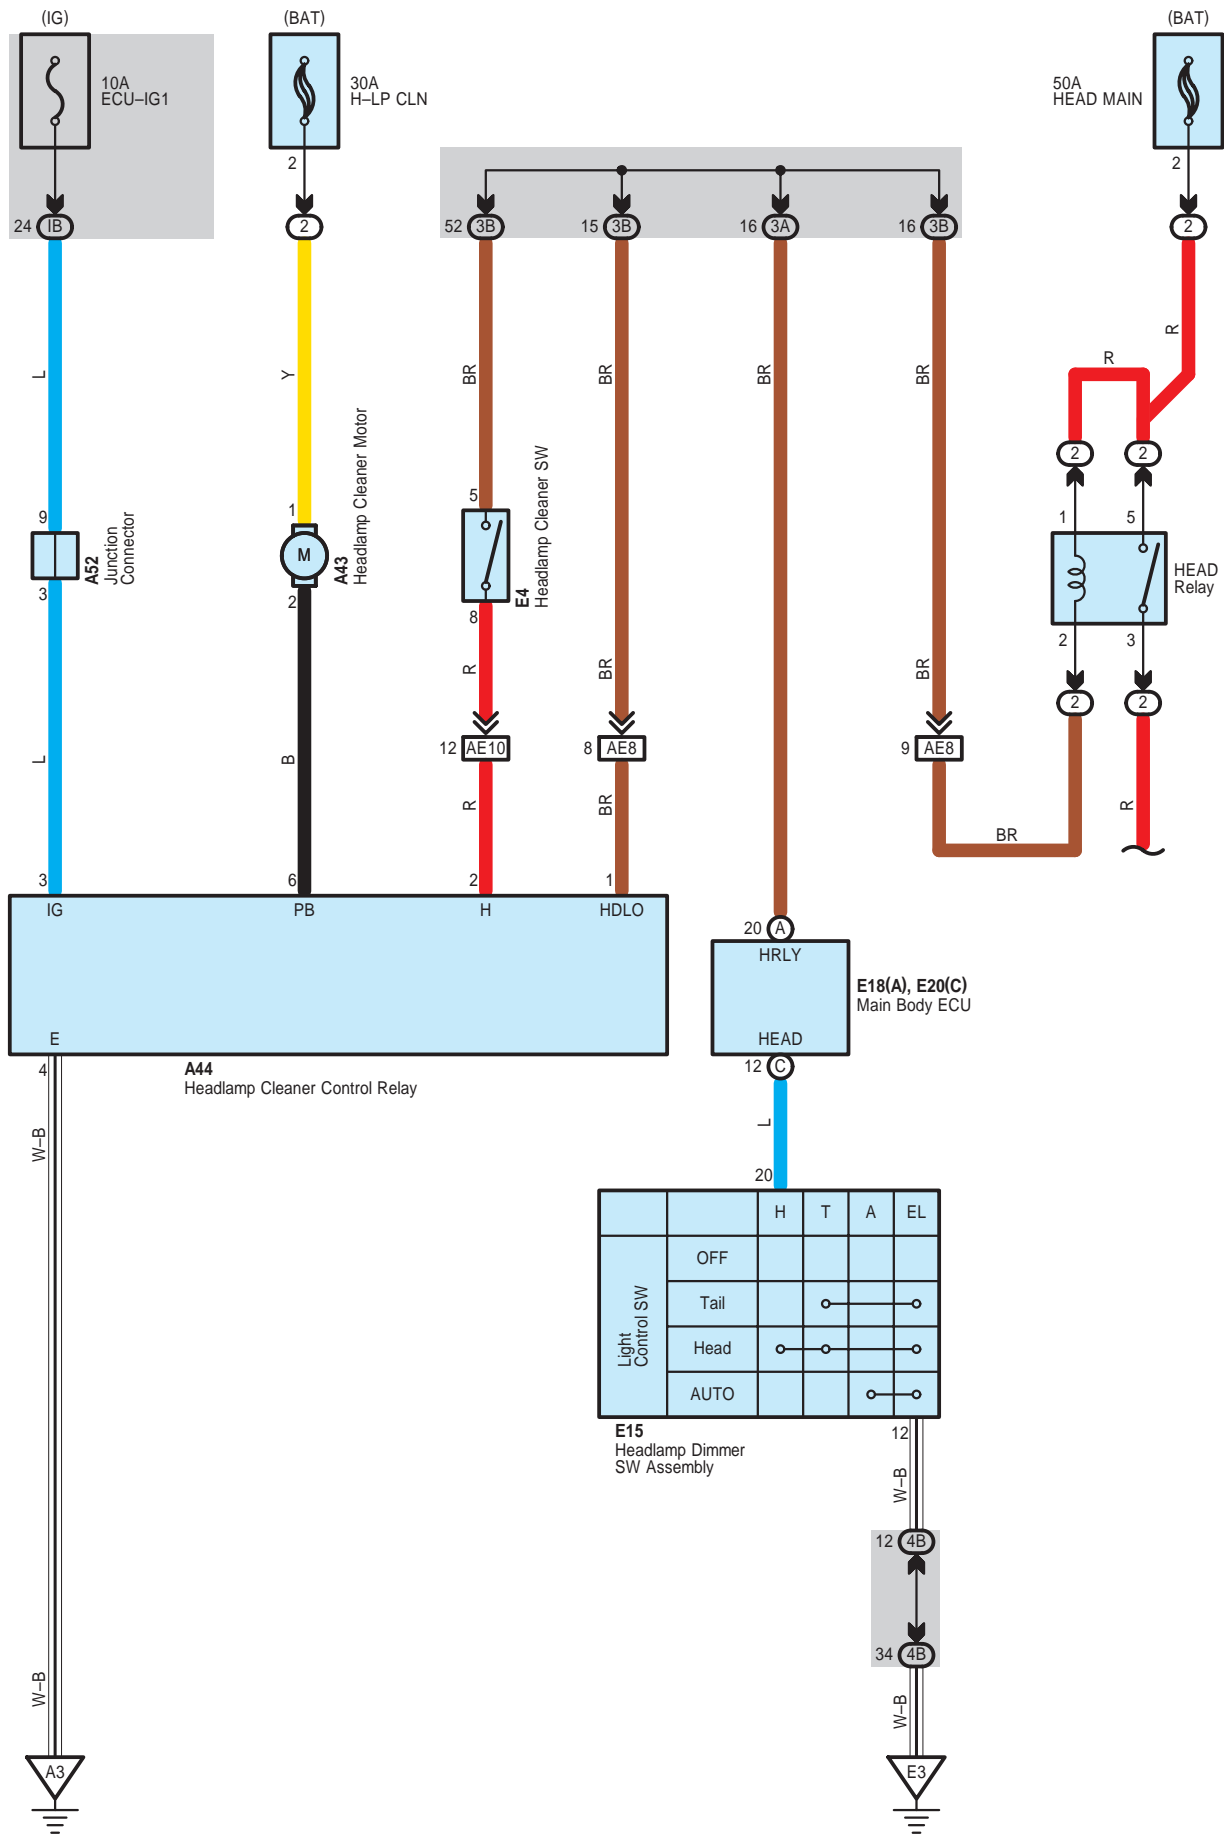 (IG)
(BAT)
(BAT)
10A
ECU–IG1
30A
H–LP CLN
50A
HEAD MAIN
2
2
24 IB
2
52 3B
15 3B
16 3A
16 3B
2
L
Y
BR
BR
BR
BR
R
R
2
2
9
A52
Junction
Connector
3
1
M
A43
Headlamp Cleaner Motor
2
5
E4
Headlamp Cleaner SW
8
1
5
HEAD
Relay
2
3
2
2
R
BR
BR
12 AE10
8 AE8
9 AE8
L
B
R
BR
BR
R
3
6
2
1
IG
PB
H
HDLO
E
4
A44
Headlamp Cleaner Control Relay
20 A
HRLY
E18(A), E20(C)
Main Body ECU
HEAD
12 C
L
W–B
20
H
T
A
EL
Light
Control SW
OFF
Tail
Head
AUTO
E15
Headlamp Dimmer
SW Assembly
12
W–B
12 4B
34 4B
W–B
W–B
A3
E3